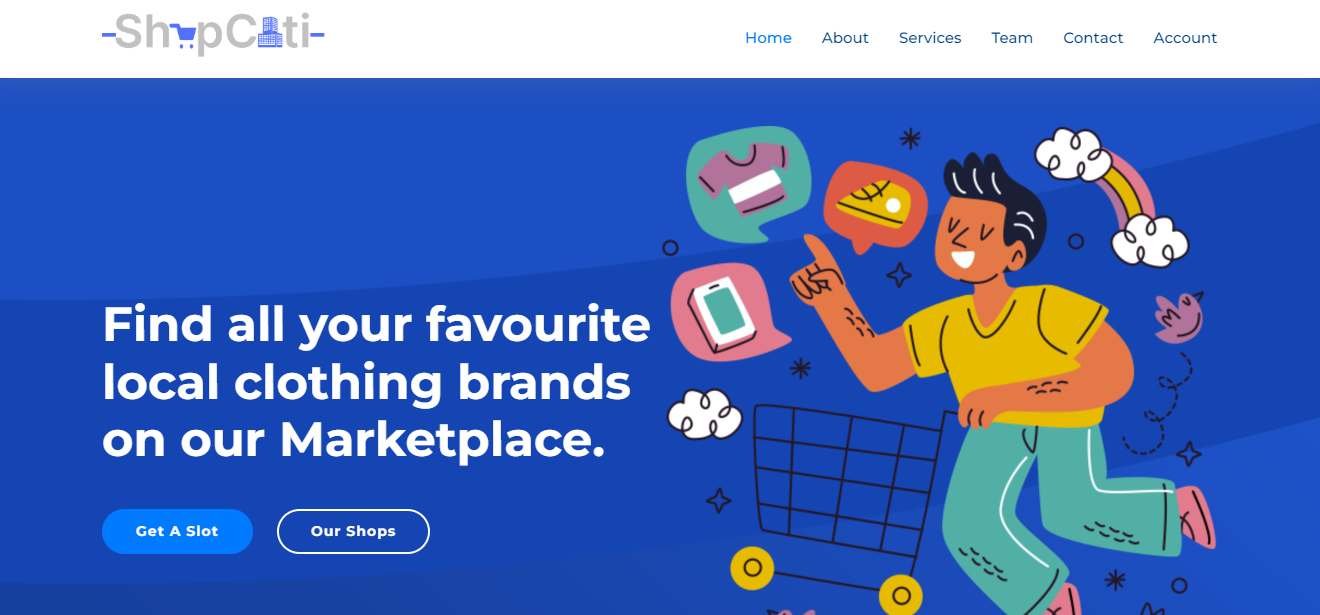 ShopCiti
Home About Services Team Contact Account
Find all your favourite
local clothing brands
on our Marketplace.
Get A Slot Our Shops